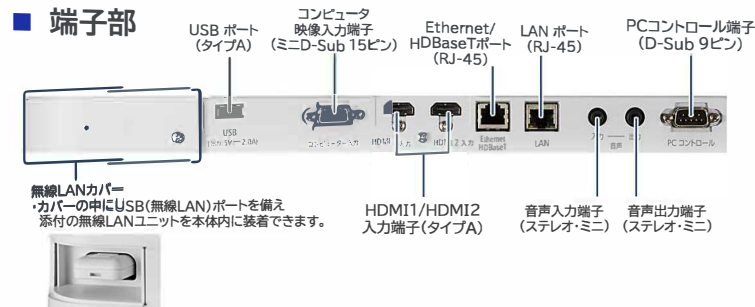 ■ 端子部
USB ポート
(タイプA)
コンピュータ
映像入力端子
(ミニD-Sub 15ピン)
Ethernet/
HDBaseTポート
(RJ-45)
LAN ポート
(RJ-45)
PCコントロール端子
(D-Sub 9ピン)
USB
コンピューター入力
HDMI 1 入力
HDMI 2 入力
Ethernet
HDBaseT
LAN
入力
出力
音声
PC コントロール
無線LANカバー
・カバーの中にUSB(無線LAN)ポートを備え
添付の無線LANユニットを本体内に装着できます。
HDMI1/HDMI2
入力端子(タイプA)
音声入力端子
(ステレオ・ミニ)
音声出力端子
(ステレオ・ミニ)